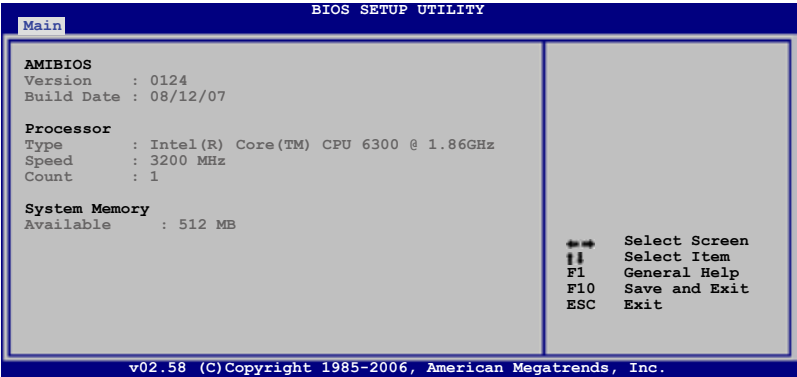 BIOS SETUP UTILITY
Main
AMIBIOS
Version : 0124
Build Date : 08/12/07
Processor
Type : Intel(R) Core(TM) CPU 6300 @ 1.86GHz
Speed : 3200 MHz
Count : 1
System Memory
Available : 512 MB
←→ Select Screen
↑↓ Select Item
F1 General Help
F10 Save and Exit
ESC Exit
v02.58 (C)Copyright 1985-2006, American Megatrends, Inc.